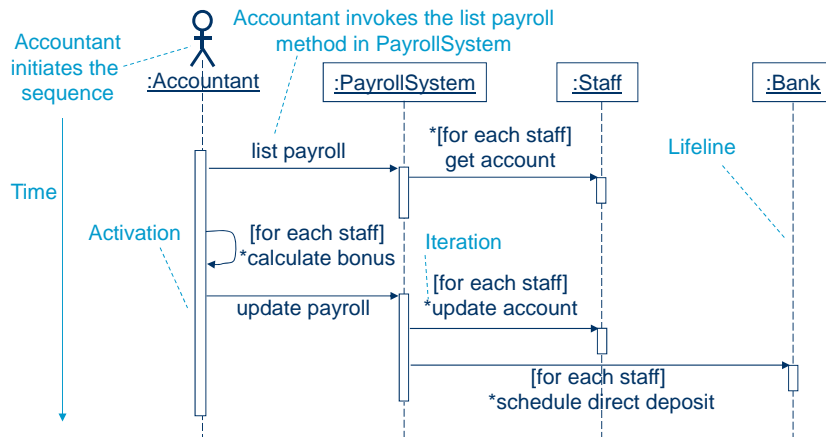 Accountant invokes the list payroll
method in PayrollSystem
Accountant
initiates the
sequence
:Accountant
:PayrollSystem
:Staff
:Bank
*[for each staff]
get account
list payroll
Lifeline
Time
Activation
[for each staff]
*calculate bonus
Iteration
[for each staff]
*update account
update payroll
[for each staff]
*schedule direct deposit